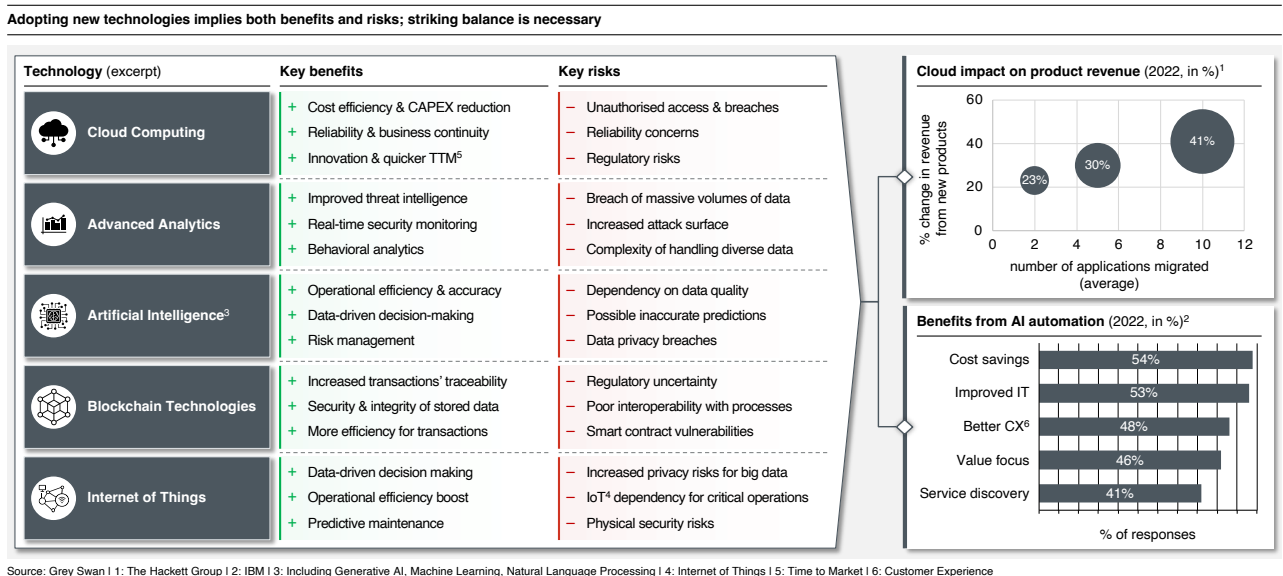 Adopting new technologies implies both benefits and risks; striking balance is necessary
Technology (excerpt)
Key benefits
Key risks
Cloud Computing
+ Cost efficiency & CAPEX reduction
+ Reliability & business continuity
+ Innovation & quicker TTM5
– Unauthorised access & breaches
– Reliability concerns
– Regulatory risks
Advanced Analytics
+ Improved threat intelligence
+ Real-time security monitoring
+ Behavioral analytics
– Breach of massive volumes of data
– Increased attack surface
– Complexity of handling diverse data
Artificial Intelligence3
+ Operational efficiency & accuracy
+ Data-driven decision-making
+ Risk management
– Dependency on data quality
– Possible inaccurate predictions
– Data privacy breaches
Blockchain Technologies
+ Increased transactions' traceability
+ Security & integrity of stored data
+ More efficiency for transactions
– Regulatory uncertainty
– Poor interoperability with processes
– Smart contract vulnerabilities
Internet of Things
+ Data-driven decision making
+ Operational efficiency boost
+ Predictive maintenance
– Increased privacy risks for big data
– IoT4 dependency for critical operations
– Physical security risks
Cloud impact on product revenue (2022, in %)1
% change in revenue
from new products
60
40
20
0
23%
30%
41%
0 2 4 6 8 10 12
number of applications migrated
(average)
Benefits from AI automation (2022, in %)2
Cost savings 54%
Improved IT 53%
Better CX6 48%
Value focus 46%
Service discovery 41%
% of responses
Source: Grey Swan | 1: The Hackett Group | 2: IBM | 3: Including Generative AI, Machine Learning, Natural Language Processing | 4: Internet of Things | 5: Time to Market | 6: Customer Experience